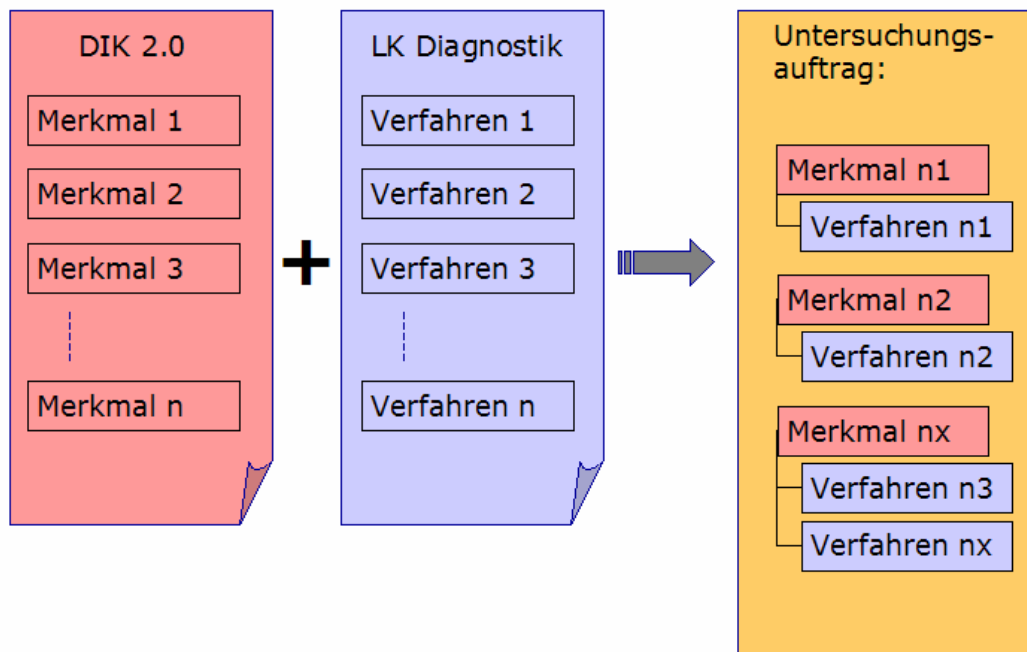 DIK 2.0
Merkmal 1
Merkmal 2
Merkmal 3
Merkmal n
+
LK Diagnostik
Verfahren 1
Verfahren 2
Verfahren 3
Verfahren n
Untersuchungs-
auftrag:
Merkmal n1
Verfahren n1
Merkmal n2
Verfahren n2
Merkmal nx
Verfahren n3
Verfahren nx